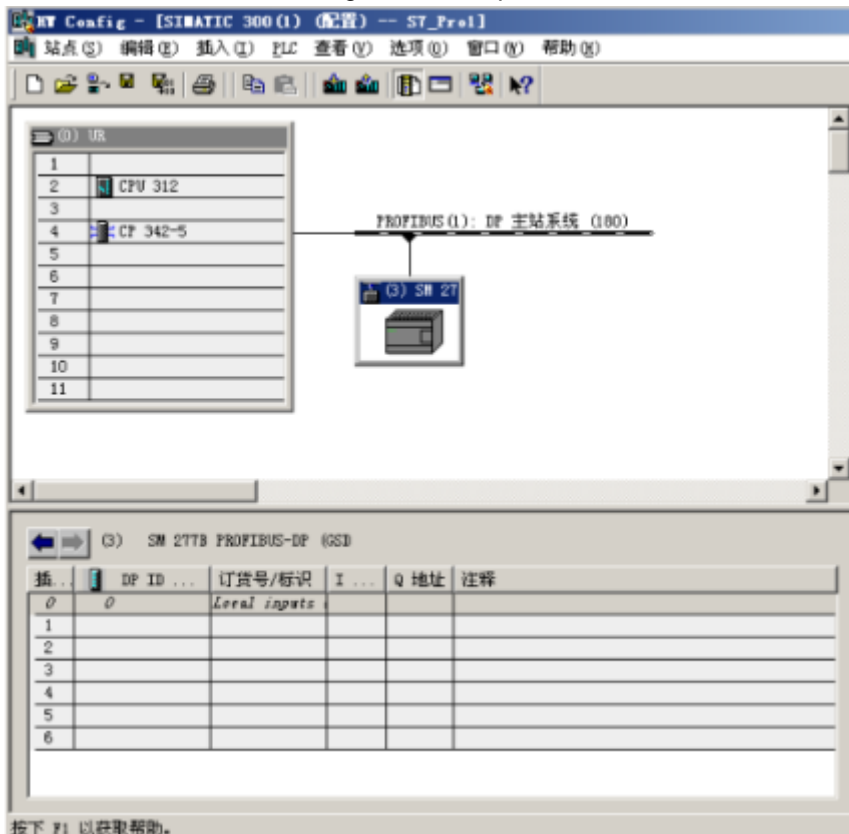 HW Config - [SIMATIC 300(1) (配置) -- S7_Pro1]
站点(S) 编辑(E) 插入(I) PLC 查看(V) 选项(O) 窗口(W) 帮助(H)
(0) UR
1
2 CPU 312
3
4 CP 342-5
5
6
7
8
9
10
11
PROFIBUS(1): DP 主站系统 (180)
(3) SM 27
(3) SM 277B PROFIBUS-DP (GSD
插... DP ID ... 订货号/标识 I ... Q 地址 注释
0 0 Local inputs
1
2
3
4
5
6
按下 F1 以获取帮助。